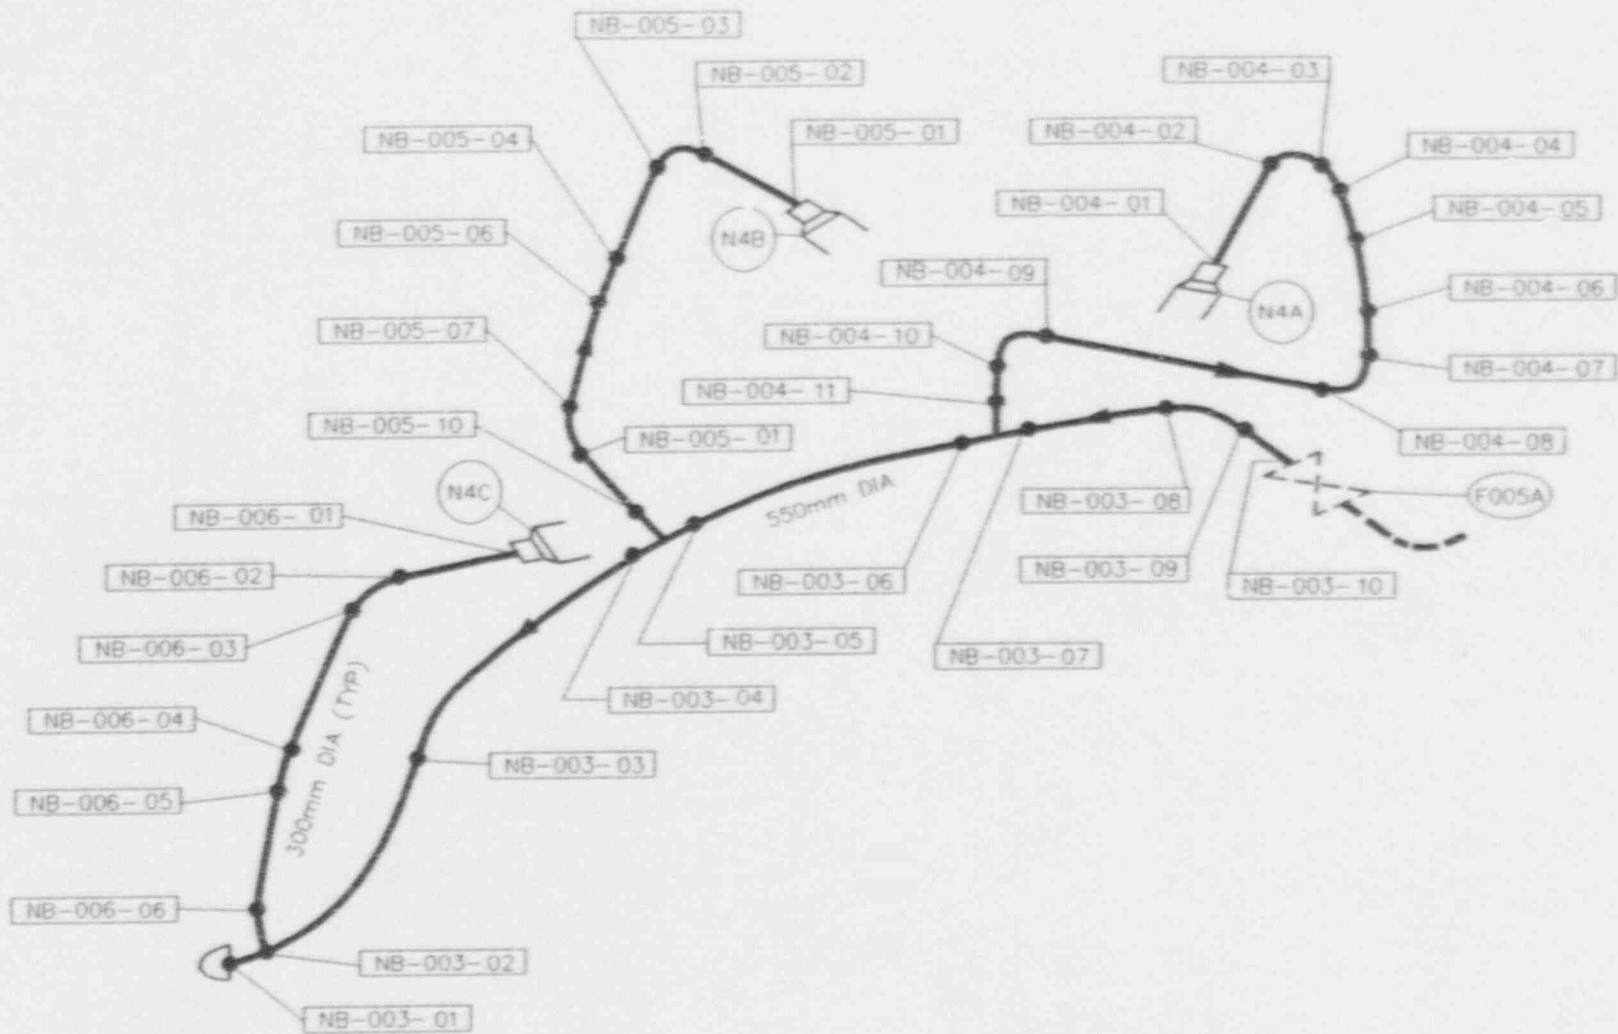 NB-005-03
NB-005-02
NB-004-03
NB-005-04
NB-005-01
NB-004-02
NB-004-04
NB-004-01
NB-004-05
NB-005-06
N4B
NB-004-09
NB-004-06
N4A
NB-005-07
NB-004-10
NB-004-07
NB-004-11
NB-005-10
NB-005-01
NB-004-08
N4C
550mm DIA
NB-003-08
F005A
NB-006-01
NB-006-02
NB-003-06
NB-003-09
NB-003-10
NB-006-03
NB-003-05
NB-003-07
NB-003-04
NB-006-04
300mm DIA (TYP)
NB-003-03
NB-006-05
NB-006-06
NB-003-02
NB-003-01